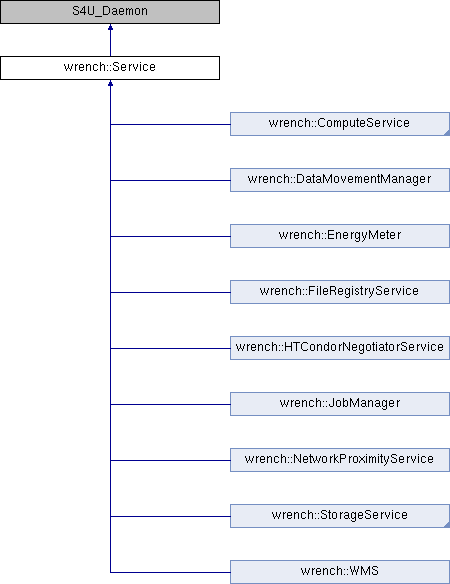 S4U_Daemon
wrench::Service
wrench::ComputeService
wrench::DataMovementManager
wrench::EnergyMeter
wrench::FileRegistryService
wrench::HTCondorNegotiatorService
wrench::JobManager
wrench::NetworkProximityService
wrench::StorageService
wrench::WMS